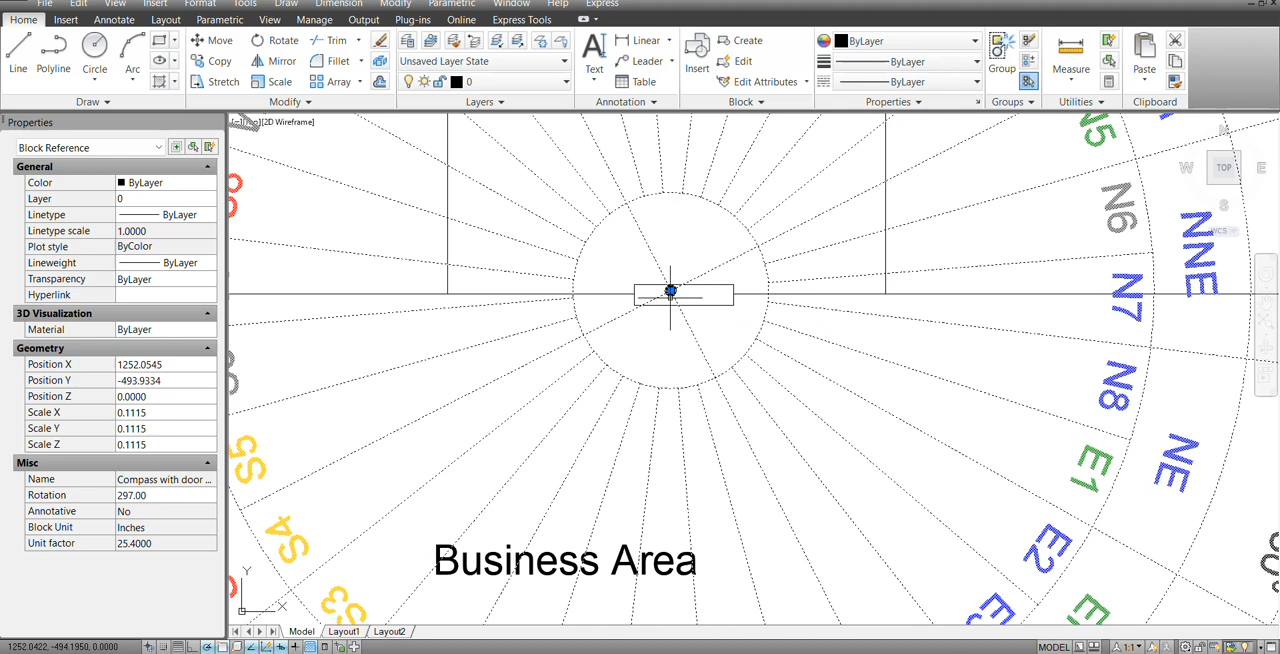 File Edit View Insert Format Tools Draw Dimension Modify Parametric Window Help Express
Home Insert Annotate Layout Parametric View Manage Output Plug-ins Online Express Tools
Line Polyline Circle Arc
Move Rotate Trim
Copy Mirror Fillet
Stretch Scale Array
Unsaved Layer State
0
Text
Linear
Leader
Table
Insert
Create
Edit
Edit Attributes
ByLayer
ByLayer
ByLayer
Group
Measure
Paste
Draw Modify Layers Annotation Block Properties Groups Utilities Clipboard
Properties
[Top][2D Wireframe]
Block Reference
General
Color ByLayer
Layer 0
Linetype ByLayer
Linetype scale 1.0000
Plot style ByColor
Lineweight ByLayer
Transparency ByLayer
Hyperlink
3D Visualization
Material ByLayer
Geometry
Position X 1252.0545
Position Y -493.9334
Position Z 0.0000
Scale X 0.1115
Scale Y 0.1115
Scale Z 0.1115
Misc
Name Compass with door ...
Rotation 297.00
Annotative No
Block Unit Inches
Unit factor 25.4000
N5
N6
NNE
N7
N8
E1
NE
E2
S5
S4
S3
Business Area
N
W TOP E
S
WCS
Y
X
Model Layout1 Layout2
1252.0422, -494.1950, 0.0000
MODEL
1:1